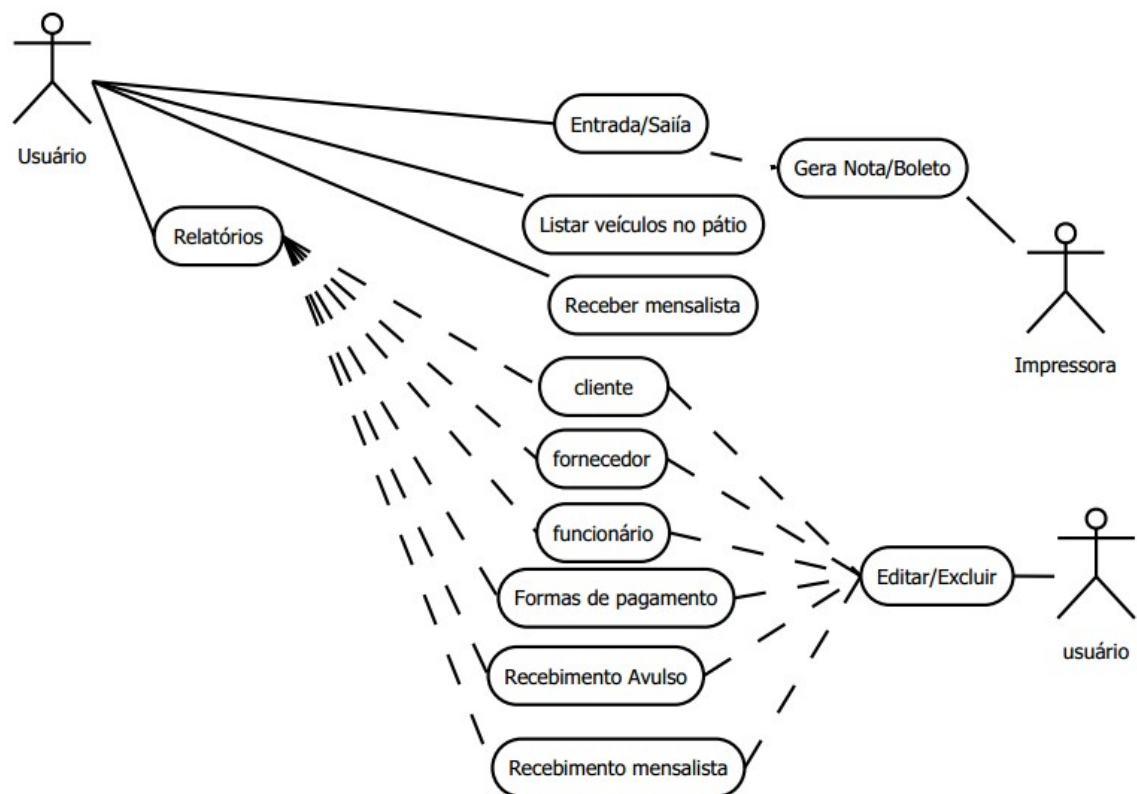 Usuário
Entrada/Saiía
Gera Nota/Boleto
Listar veículos no pátio
Relatórios
Receber mensalista
Impressora
cliente
fornecedor
funcionário
Editar/Excluir
Formas de pagamento
usuário
Recebimento Avulso
Recebimento mensalista